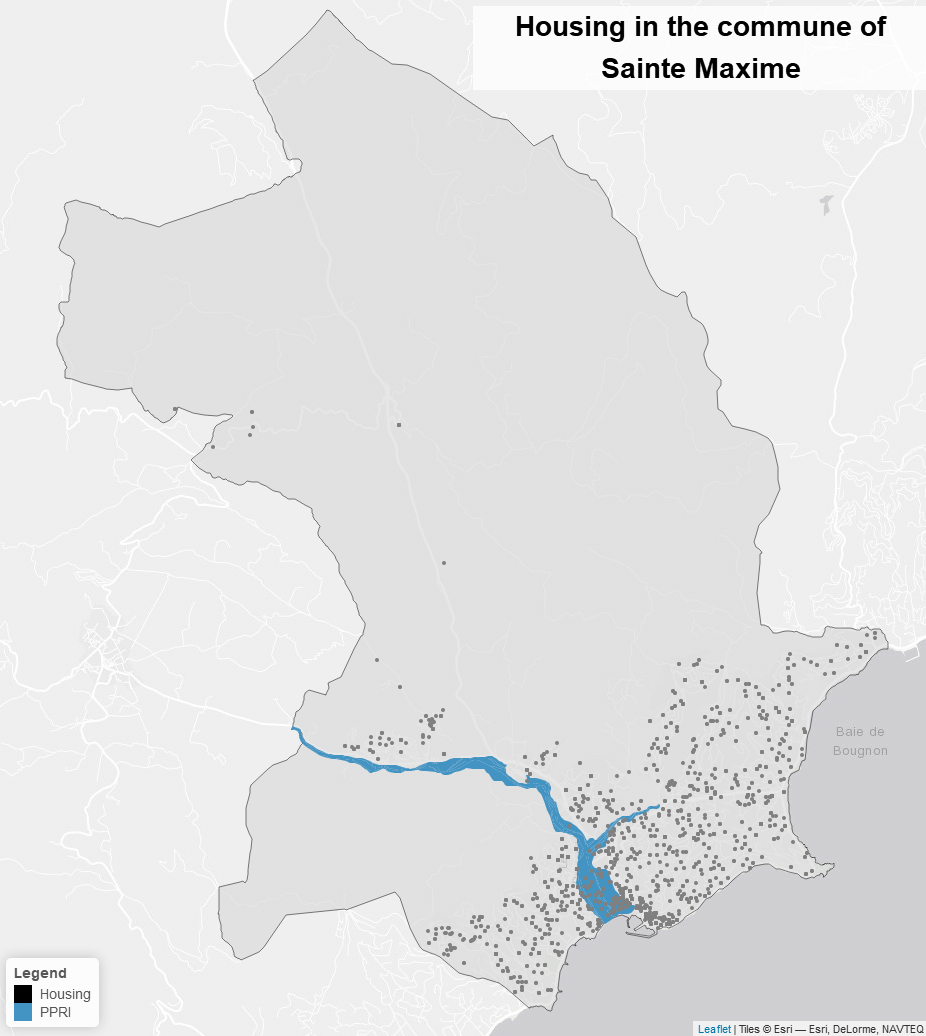 Housing in the commune of
Sainte Maxime
Baie de
Bougnon
Legend
Housing
PPRI
Leaflet | Tiles © Esri — Esri, DeLorme, NAVTEQ